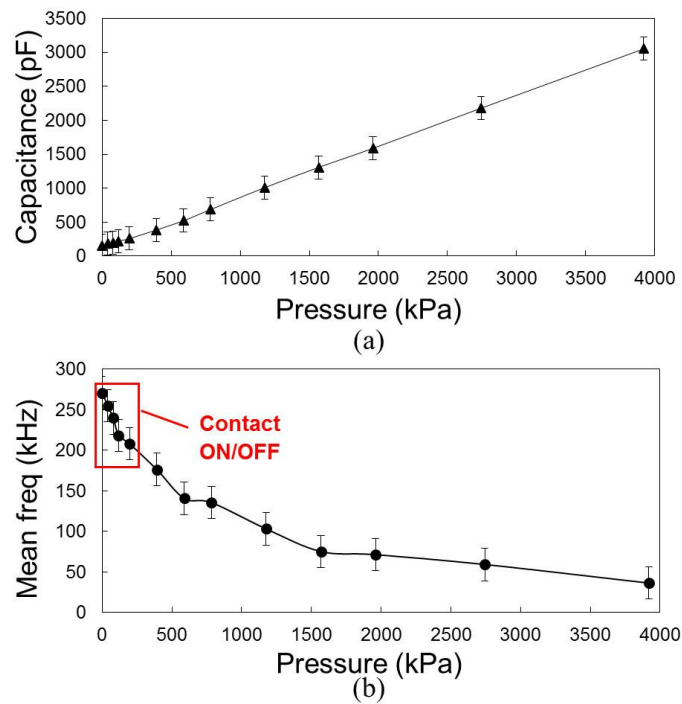 3500
3000
2500
2000
1500
1000
500
0
Capacitance (pF)
0 500 1000 1500 2000 2500 3000 3500 4000
Pressure (kPa)
(a)
300
250
200
150
100
50
0
Mean freq (kHz)
Contact
ON/OFF
0 500 1000 1500 2000 2500 3000 3500 4000
Pressure (kPa)
(b)